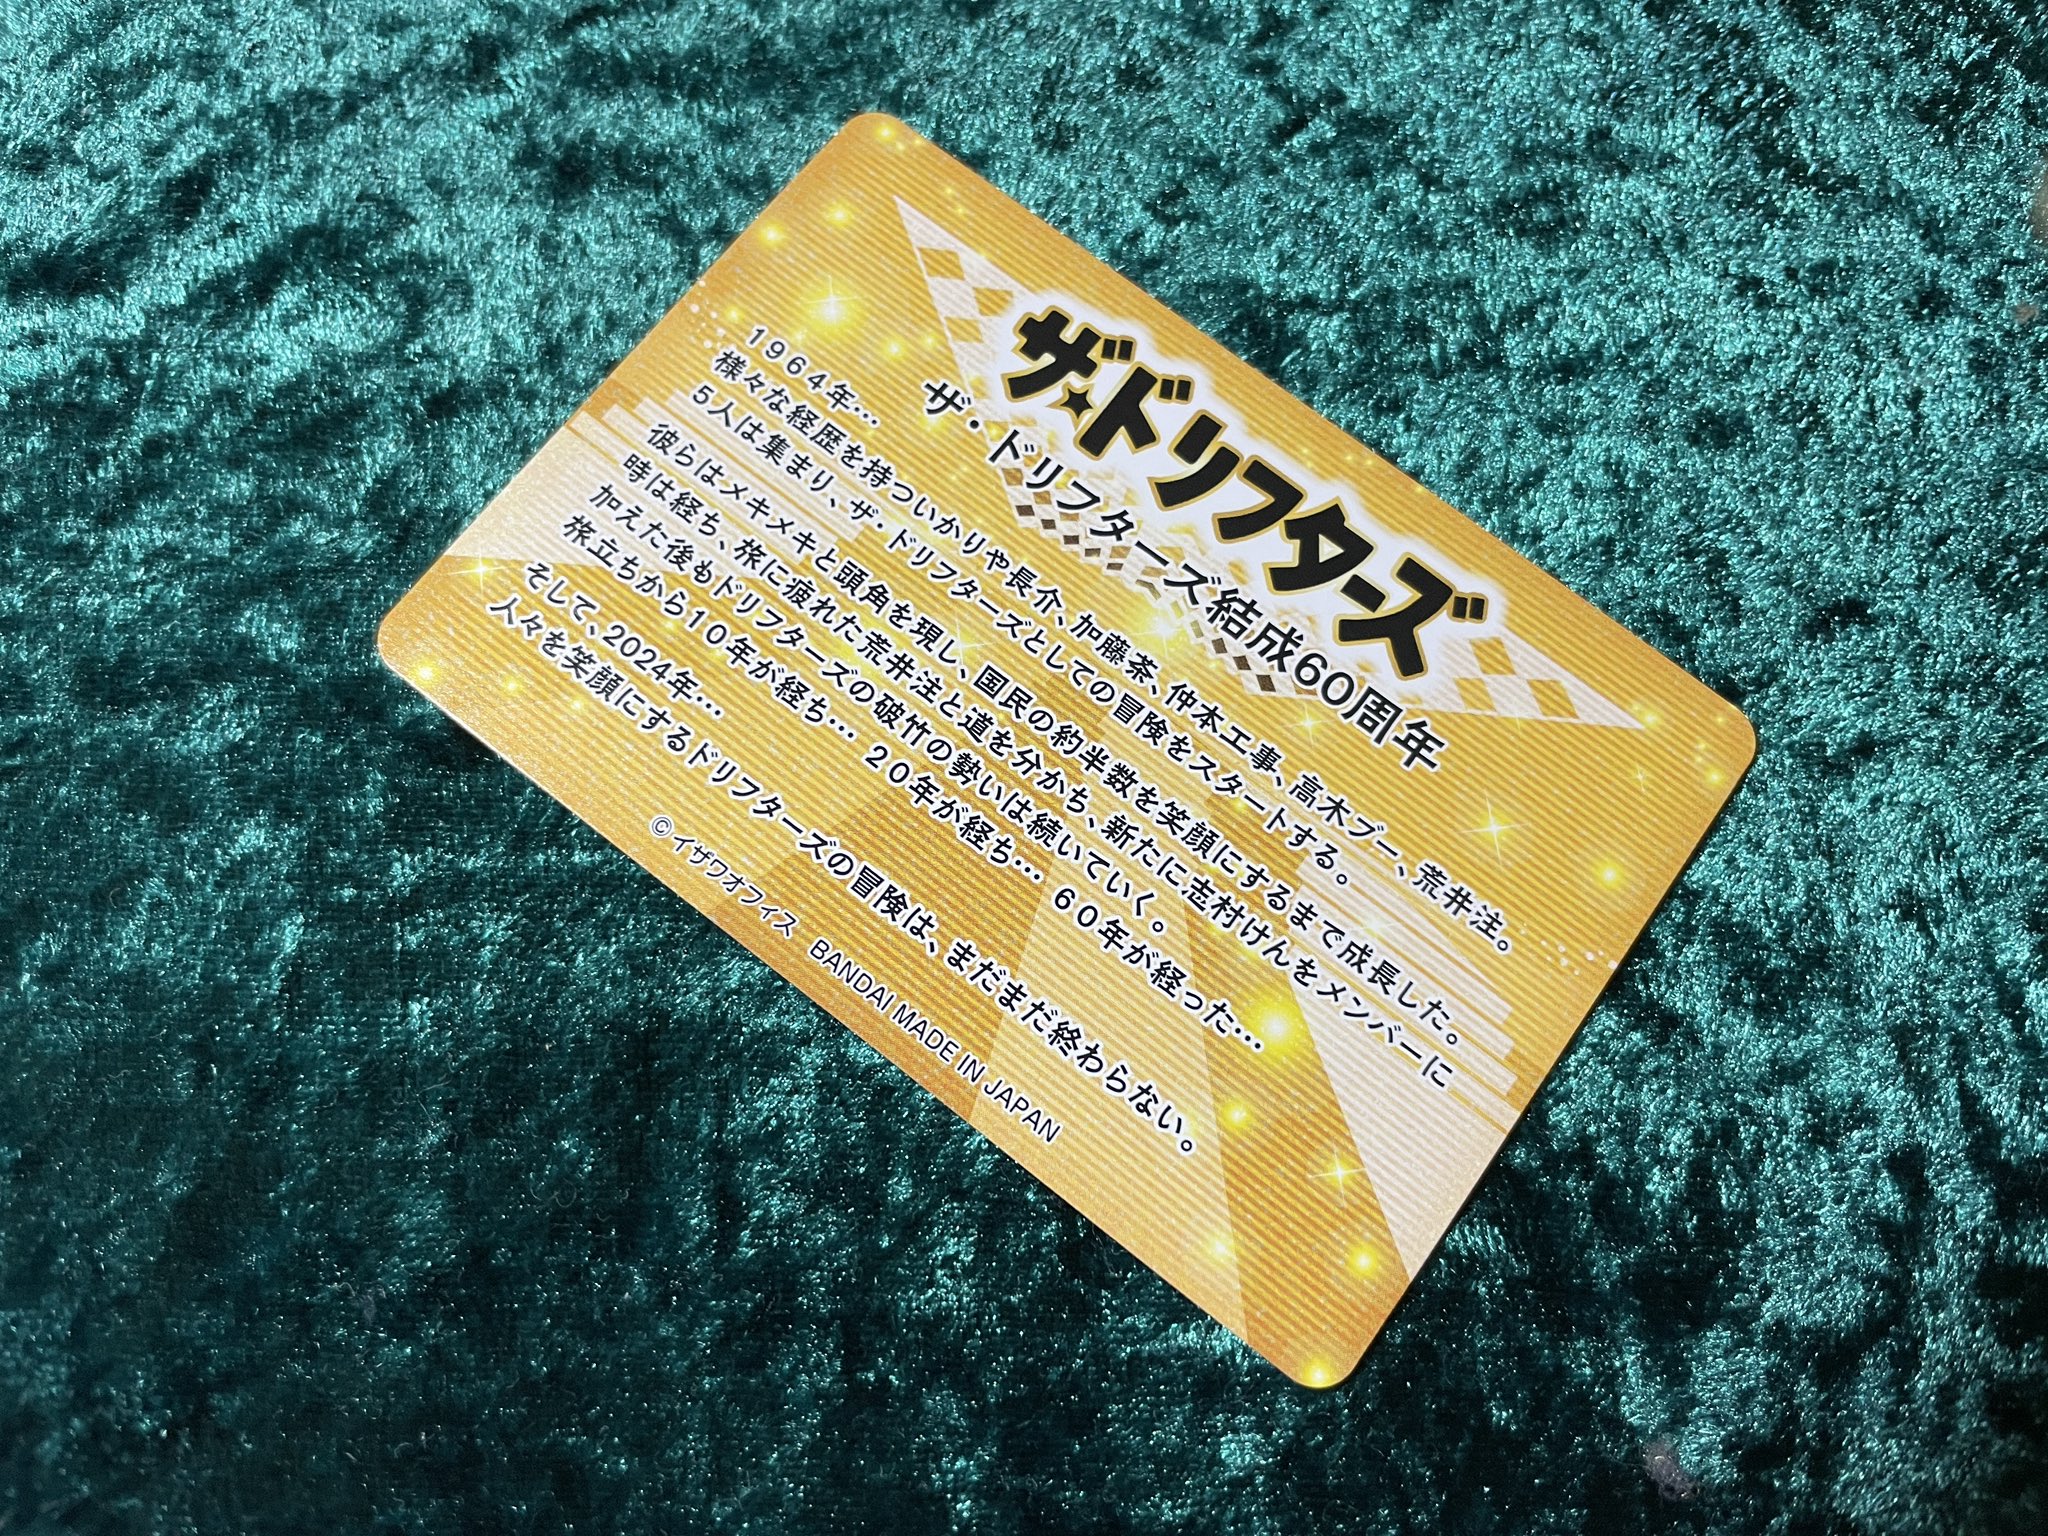 ザ・ドリフターズ
ザ・ドリフターズ結成60周年
1964年…
様々な経歴を持ついかりや長介、加藤茶、仲本工事、高木ブー、荒井注。
5人は集まり、ザ・ドリフターズとしての冒険をスタートする。
彼らはメキメキと頭角を現し、国民の約半数を笑顔にするまで成長した。
時は経ち、旅に疲れた荒井注と道を分かち、新たに志村けんをメンバーに
加えた後もドリフターズの破竹の勢いは続いていく。
旅立ちから10年が経ち… 20年が経ち… 60年が経った…
そして、2024年…
人々を笑顔にするドリフターズの冒険は、まだまだ終わらない。
©イザワオフィス BANDAI MADE IN JAPAN